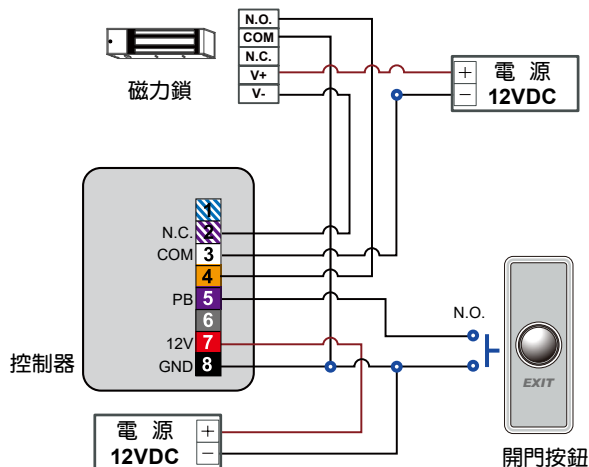 N.O.
COM
N.C.
V+
V-
磁力鎖
+ 電 源
− 12VDC
1
N.C. 2
COM 3
4
PB 5
6
12V 7
GND 8
控制器
N.O.
EXIT
開門按鈕
電 源 +
12VDC −